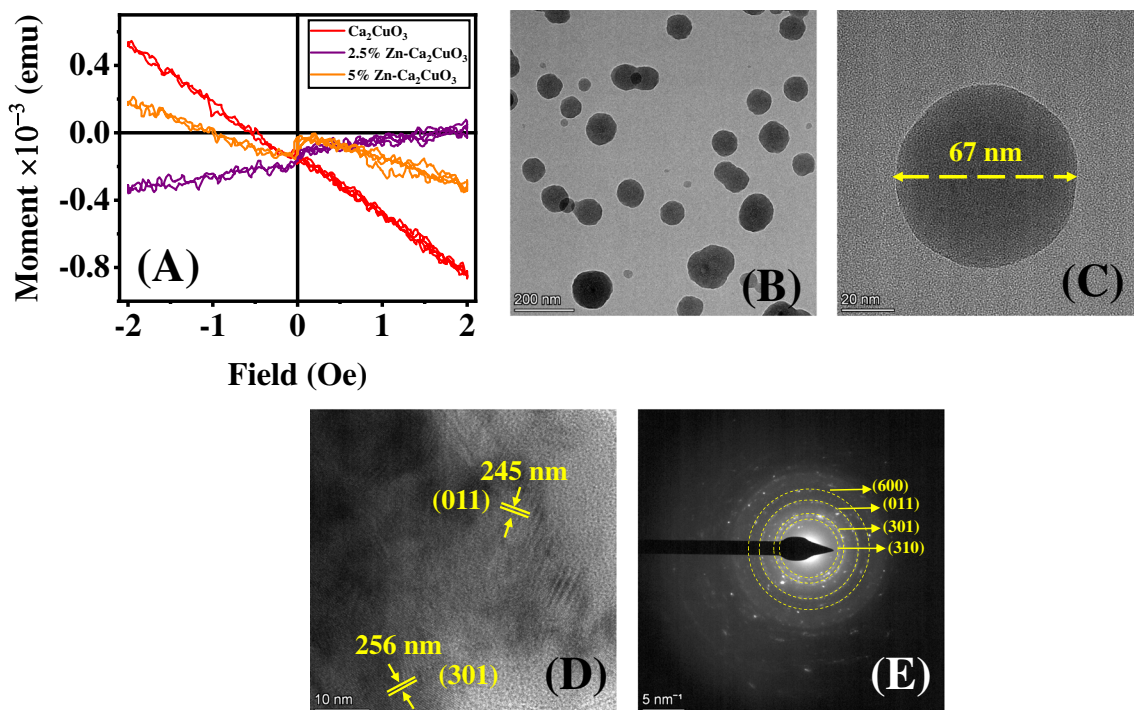 Ca₂CuO₃
2.5% Zn-Ca₂CuO₃
5% Zn-Ca₂CuO₃
Moment ×10⁻³ (emu)
0.4
0.0
-0.4
-0.8
(A)
-2
-1
0
1
2
Field (Oe)
200 nm
(B)
67 nm
20 nm
(C)
245 nm
(011)
256 nm
(301)
10 nm
(D)
(600)
(011)
(301)
(310)
5 nm⁻¹
(E)